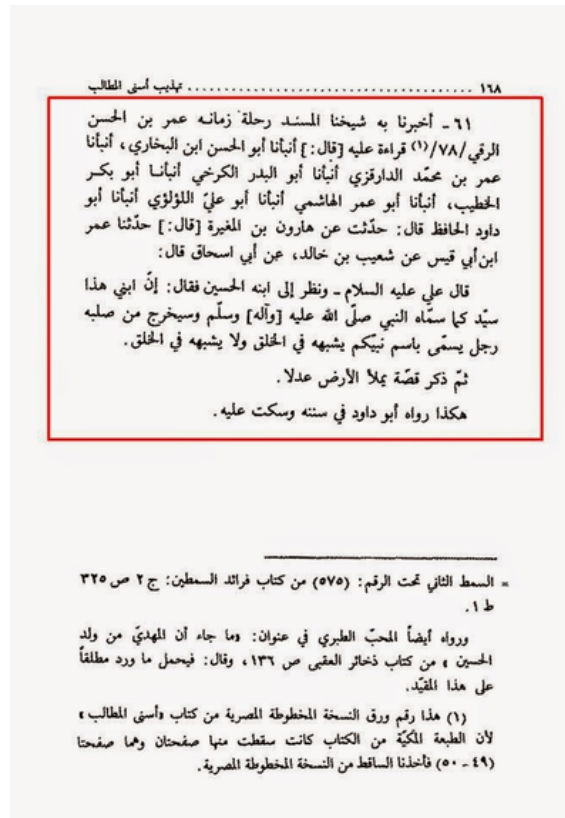 ١٦٨ ........................................ تهذيب أسنى المطالب
٦١- أخبرنا به شيخنا المسند رحلة زمانه عمر بن الحسن
الرقي /٧٨/(١) قراءة عليه [قال:] أنبأنا أبو الحسن ابن البخاري، أنبأنا
عمر بن محمّد الدارقزي أنبأنا أبو البدر الكرخي أنبأنا أبو بكر
الخطيب، أنبأنا أبو عمر الهاشمي أنبأنا أبو عليّ اللؤلؤي أنبأنا أبو
داود الحافظ قال: حدّثت عن هارون بن المغيرة [قال:] حدّثنا عمر
ابن أبي قيس عن شعيب بن خالد، عن أبي اسحاق قال:
قال علي عليه السلام - ونظر إلى ابنه الحسين فقال: إنّ ابني هذا
سيّد كما سمّاه النبي صلّى الله عليه [وآله] وسلّم وسيخرج من صلبه
رجل يسمّى باسم نبيّكم يشبهه في الخلق ولا يشبهه في الخلق.
ثمّ ذكر قصّة يملأ الأرض عدلا.
هكذا رواه أبو داود في سننه وسكت عليه.
= السمط الثاني تحت الرقم: (٥٧٥) من كتاب فرائد السمطين: ج ٢ ص ٣٢٥
ط ١.
ورواه أيضاً المحبّ الطبري في عنوان: «ما جاء أن المهديّ من ولد
الحسين» من كتاب ذخائر العقبى ص ١٣٦، وقال: فيحمل ما ورد مطلقاً
على هذا المقيّد.
(١) هذا رقم ورق النسخة المخطوطة المصرية من كتاب «أسنى المطالب»
لأن الطبعة المكيّة من الكتاب كانت سقطت منها صفحتان وهما صفحتا
(٤٩ - ٥٠) فأخذنا الساقط من النسخة المخطوطة المصرية.